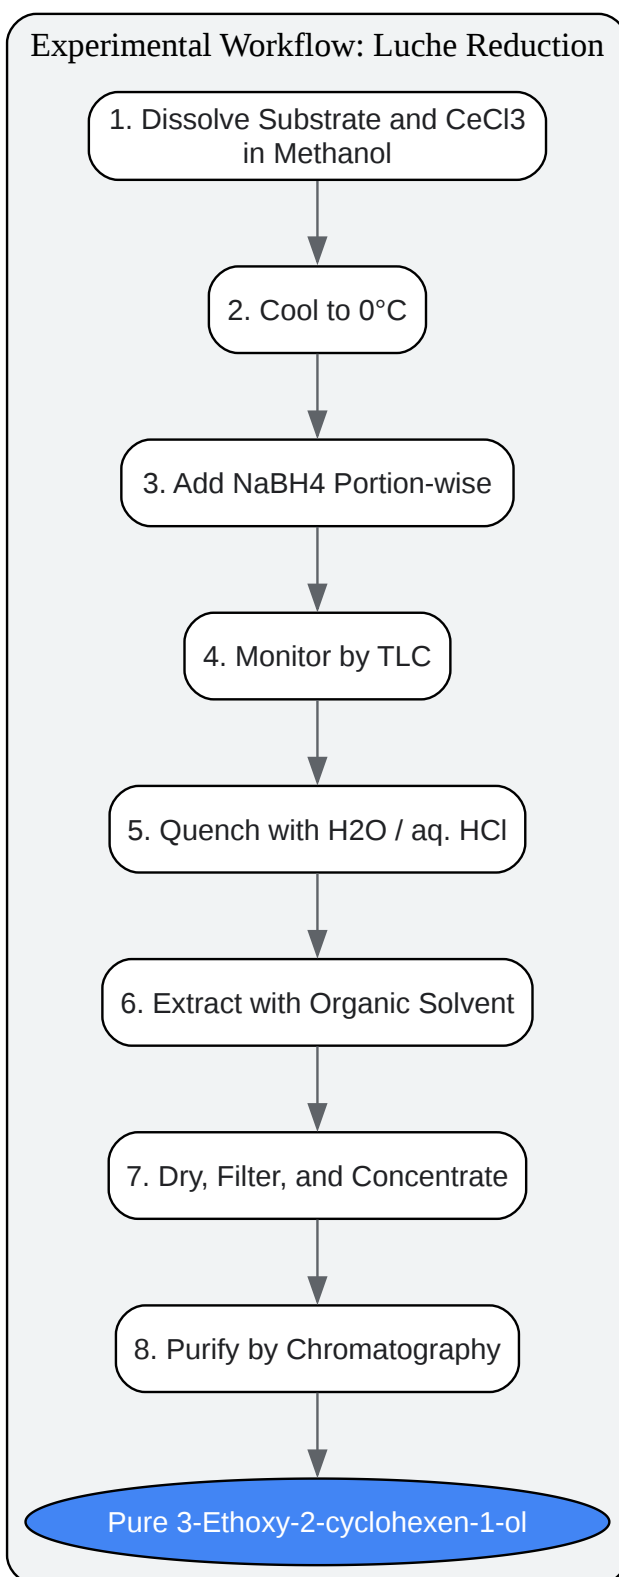 Experimental Workflow: Luche Reduction
1. Dissolve Substrate and CeCl3
in Methanol
2. Cool to 0°C
3. Add NaBH4 Portion-wise
4. Monitor by TLC
5. Quench with H2O / aq. HCl
6. Extract with Organic Solvent
7. Dry, Filter, and Concentrate
8. Purify by Chromatography
Pure 3-Ethoxy-2-cyclohexen-1-ol